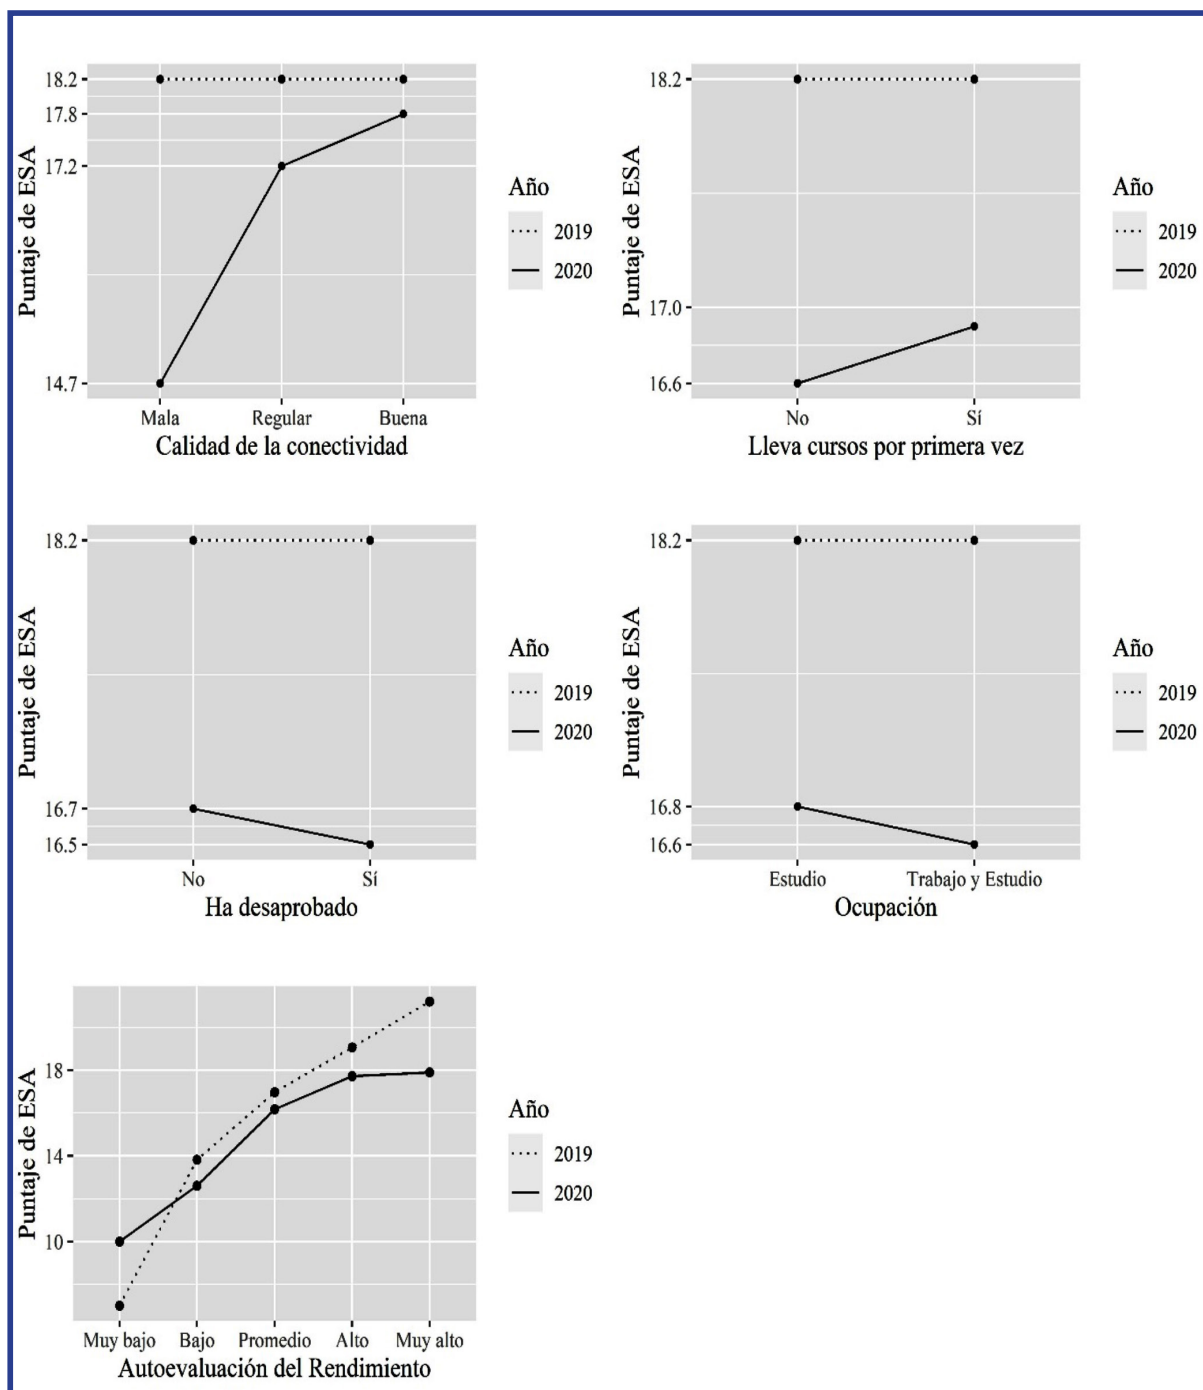 18.2
17.8
17.2
14.7
Puntaje de ESA
Mala Regular Buena
Calidad de la conectividad
Año
2019
2020
18.2
17.0
16.6
Puntaje de ESA
No Sí
Lleva cursos por primera vez
Año
2019
2020
18.2
16.7
16.5
Puntaje de ESA
No Sí
Ha desaprobado
Año
2019
2020
18.2
16.8
16.6
Puntaje de ESA
Estudio Trabajo y Estudio
Ocupación
Año
2019
2020
18
14
10
Puntaje de ESA
Muy bajo Bajo Promedio Alto Muy alto
Autoevaluación del Rendimiento
Año
2019
2020